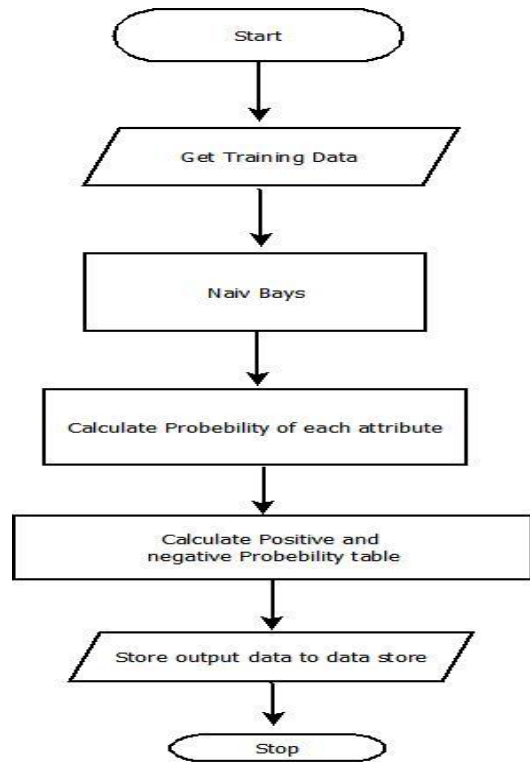 Start
Get Training Data
Naiv Bays
Calculate Probebility of each attribute
Calculate Positive and
negative Probebility table
Store output data to data store
Stop